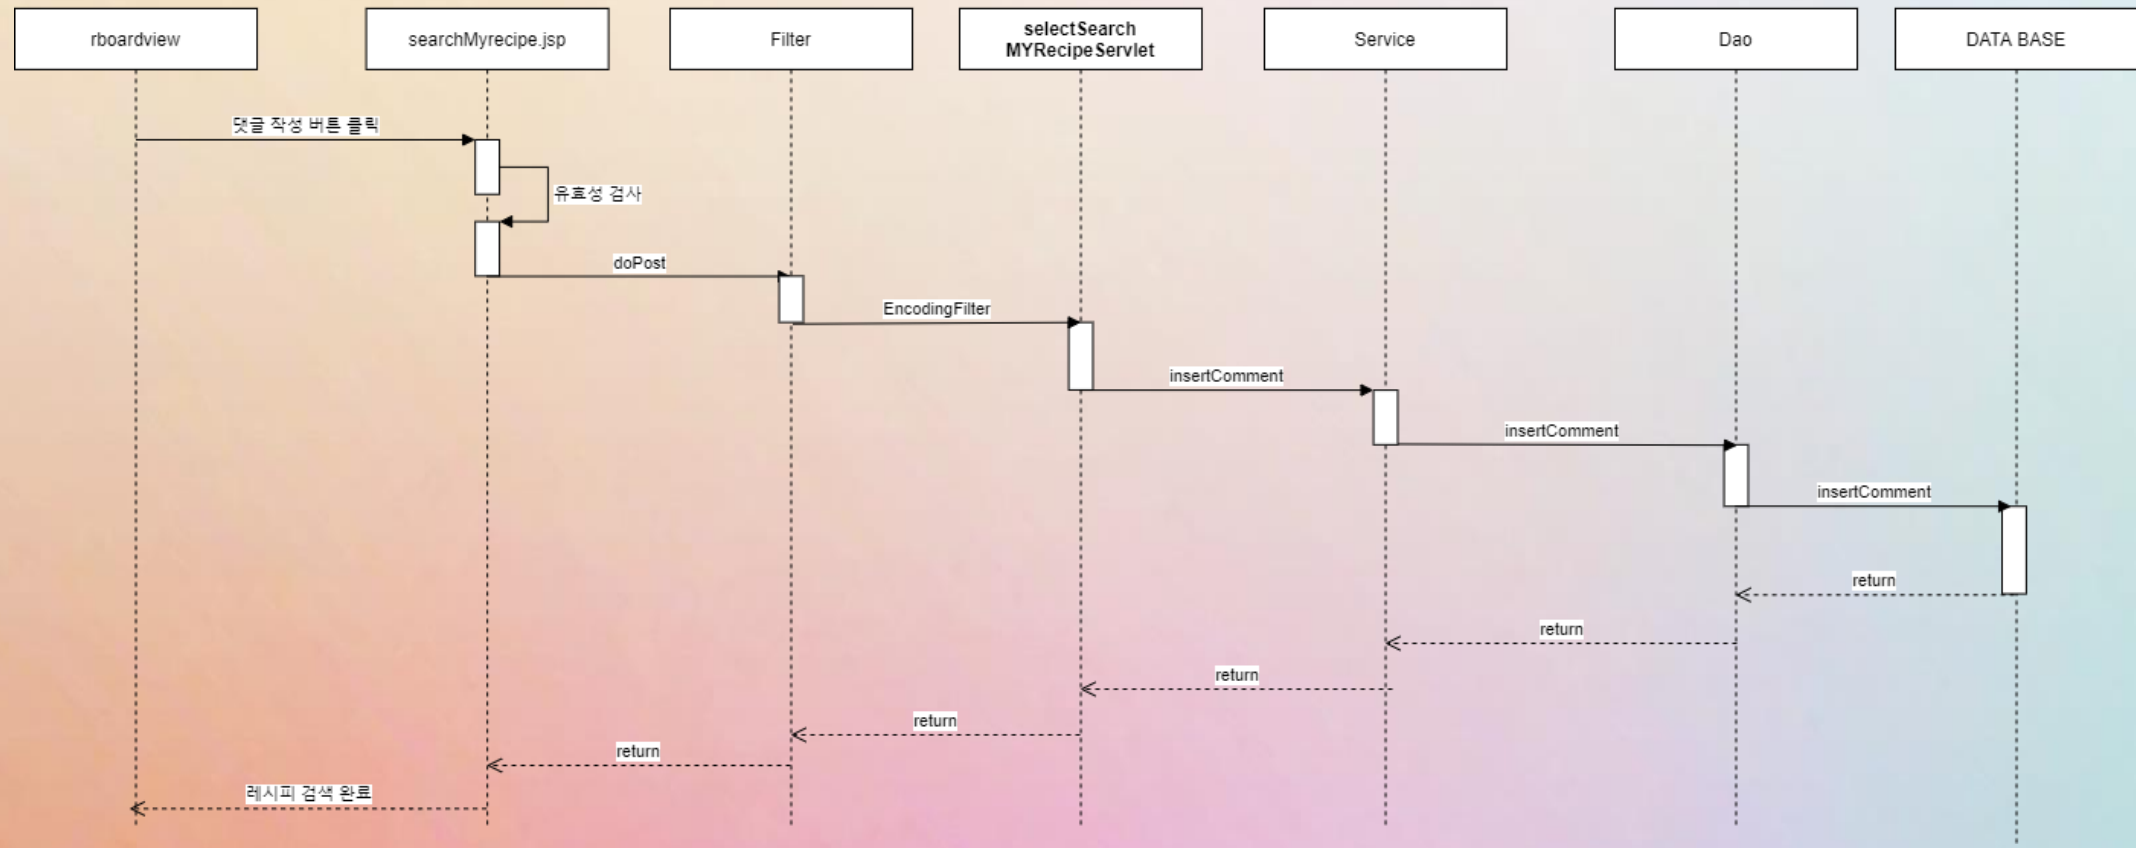 rboardview
searchMyrecipe.jsp
Filter
selectSearch
MYRecipeServlet
Service
Dao
DATA BASE
댓글 작성 버튼 클릭
유효성 검사
doPost
EncodingFilter
insertComment
insertComment
insertComment
return
return
return
return
return
레시피 검색 완료